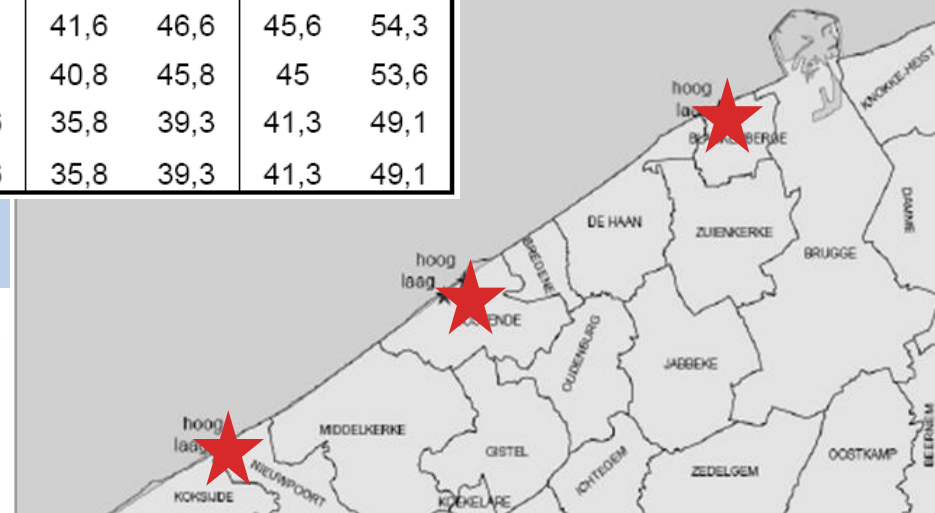 41,6 46,6 45,6 54,3
40,8 45,8 45 53,6
35,8 39,3 41,3 49,1
35,8 39,3 41,3 49,1
KNOKKE-HEIST
hoog
DAMME
DE HAAN
ZUIENKERKE
BRUGGE
BREDENE
hoog
laag
OUDENBURG
JABBEKE
hoog
MIDDELKERKE
GISTEL
ICHTEGEM
ZEDELGEM
OOSTKAMP
BEERNEM
NIEUWPOORT
KOKSIJDE
KOEKELARE